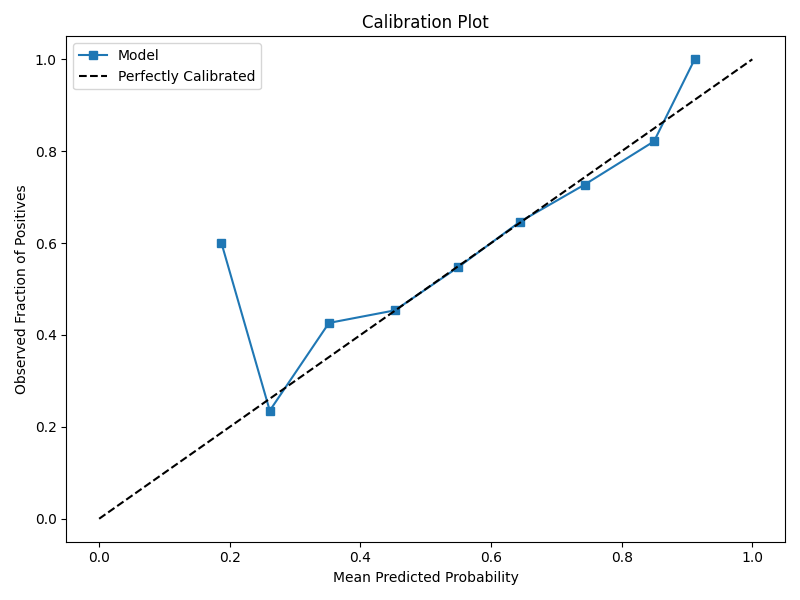 Calibration Plot
Model
Perfectly Calibrated
1.0
0.8
0.6
0.4
0.2
0.0
Observed Fraction of Positives
0.0 0.2 0.4 0.6 0.8 1.0
Mean Predicted Probability